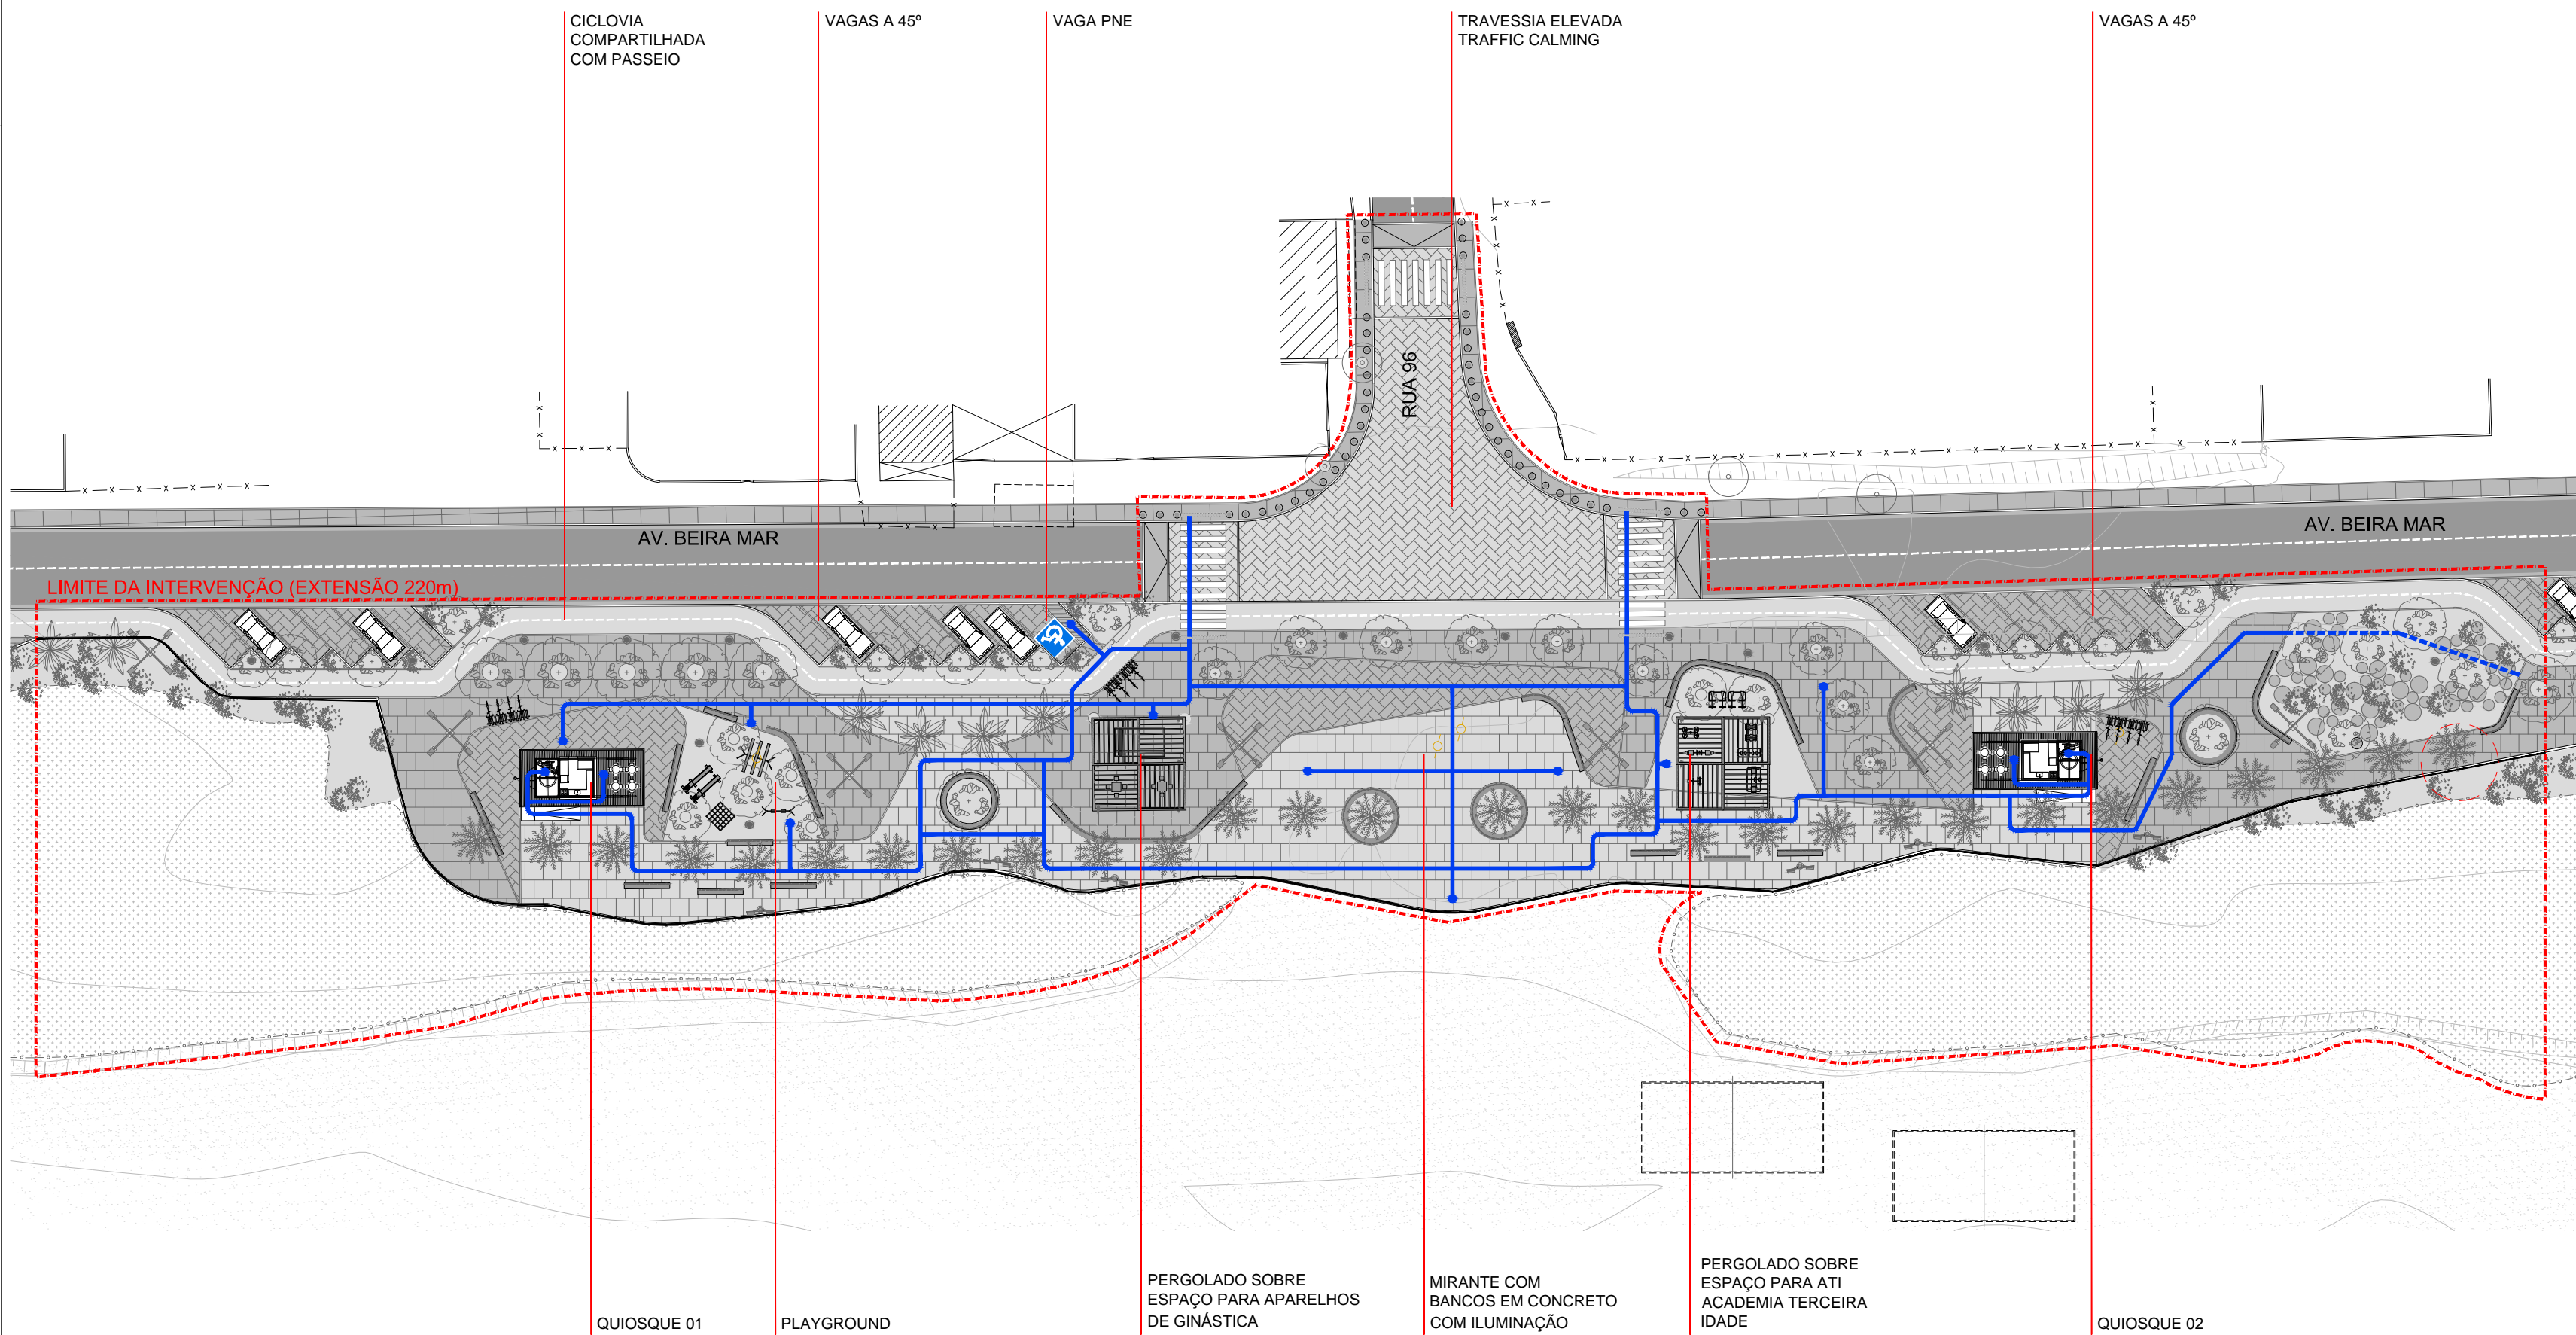 CICLOVIA
COMPARTILHADA
COM PASSEIO
VAGAS A 45º
VAGA PNE
TRAVESSIA ELEVADA
TRAFFIC CALMING
VAGAS A 45º
RUA 96
AV. BEIRA MAR
AV. BEIRA MAR
LIMITE DA INTERVENÇÃO (EXTENSÃO 220m)
QUIOSQUE 01
PLAYGROUND
PERGOLADO SOBRE
ESPAÇO PARA APARELHOS
DE GINÁSTICA
MIRANTE COM
BANCOS EM CONCRETO
COM ILUMINAÇÃO
PERGOLADO SOBRE
ESPAÇO PARA ATI
ACADEMIA TERCEIRA
IDADE
QUIOSQUE 02